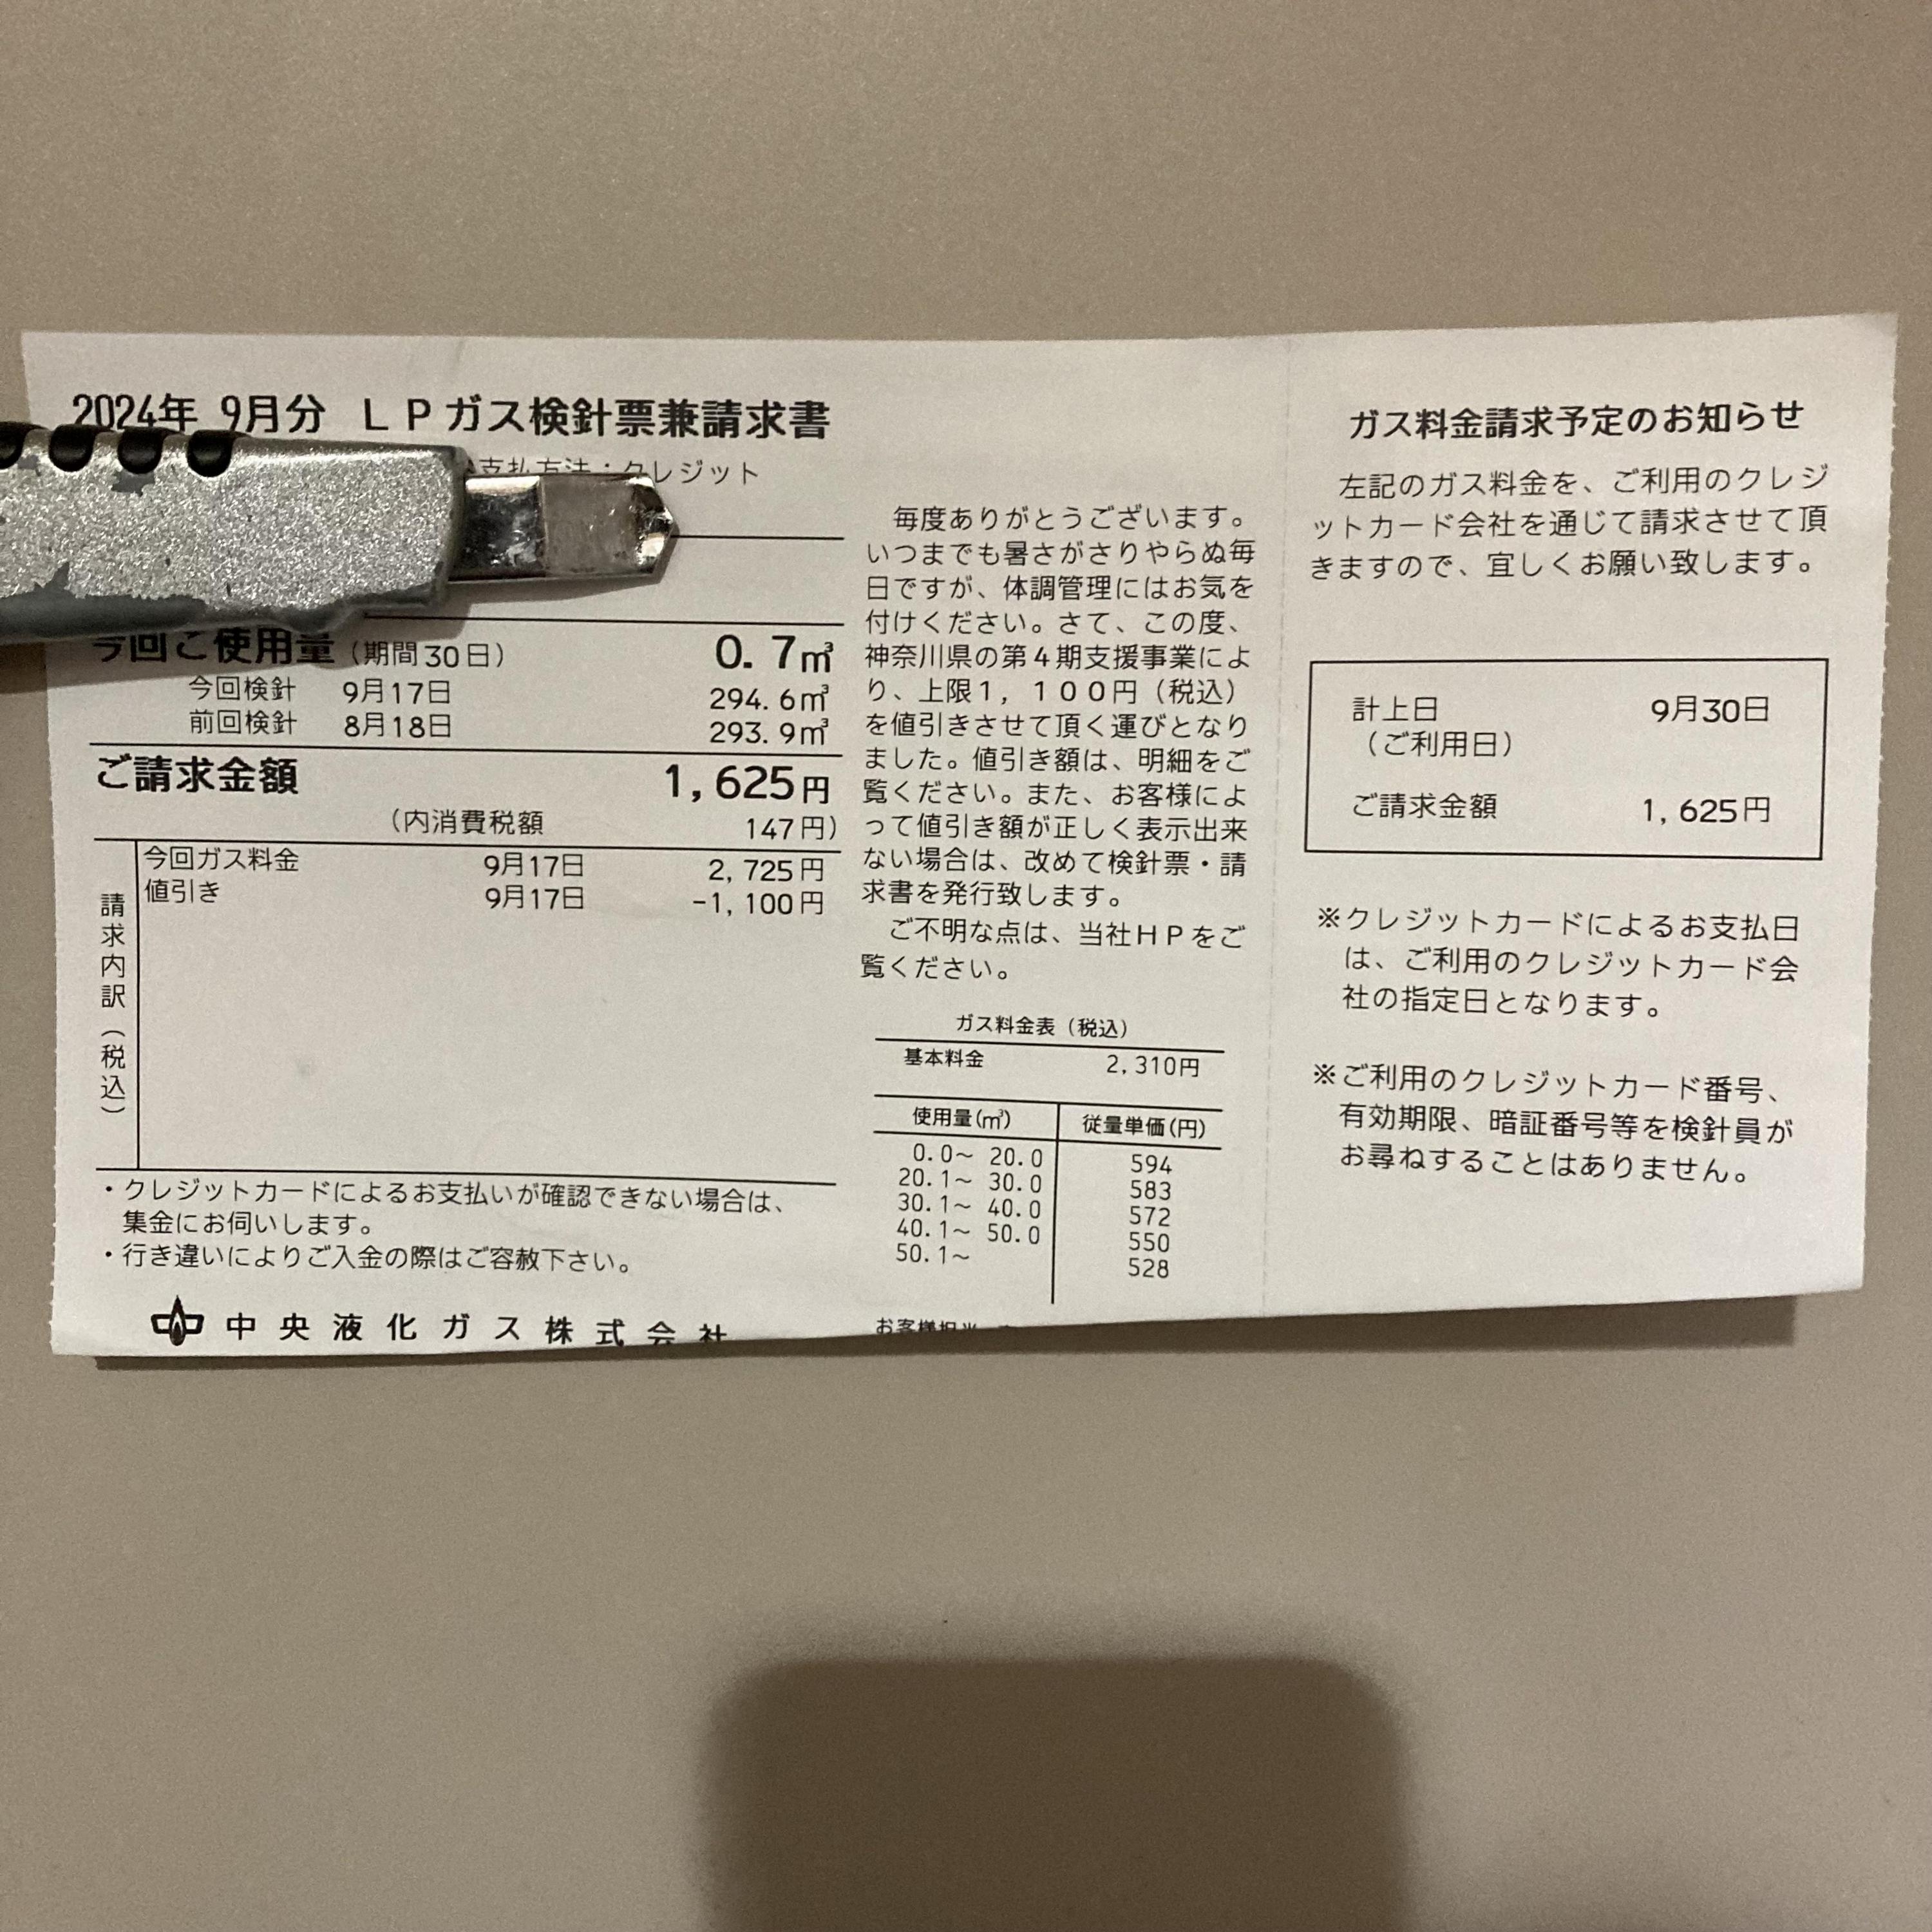 2024年 9月分 ＬＰガス検針票兼請求書
支払方法：クレジット
今回ご使用量（期間30日） 0.7㎥
今回検針 9月17日 294.6㎥
前回検針 8月18日 293.9㎥
ご請求金額 1,625円
（内消費税額 147円）
請求内訳（税込）
今回ガス料金 9月17日 2,725円
値引き 9月17日 -1,100円
・クレジットカードによるお支払いが確認できない場合は、
集金にお伺いします。
・行き違いによりご入金の際はご容赦下さい。
中央液化ガス株式会社
毎度ありがとうございます。
いつまでも暑さがさりやらぬ毎
日ですが、体調管理にはお気を
付けください。さて、この度、
神奈川県の第４期支援事業によ
り、上限１，１００円（税込）
を値引きさせて頂く運びとなり
ました。値引き額は、明細をご
覧ください。また、お客様によ
って値引き額が正しく表示出来
ない場合は、改めて検針票・請
求書を発行致します。
ご不明な点は、当社ＨＰをご
覧ください。
ガス料金表（税込）
基本料金 2,310円
使用量(㎥) 従量単価(円)
0.0～ 20.0 594
20.1～ 30.0 583
30.1～ 40.0 572
40.1～ 50.0 550
50.1～ 528
お客様担当
ガス料金請求予定のお知らせ
左記のガス料金を、ご利用のクレジ
ットカード会社を通じて請求させて頂
きますので、宜しくお願い致します。
計上日 9月30日
（ご利用日）
ご請求金額 1,625円
※クレジットカードによるお支払日
は、ご利用のクレジットカード会
社の指定日となります。
※ご利用のクレジットカード番号、
有効期限、暗証番号等を検針員が
お尋ねすることはありません。